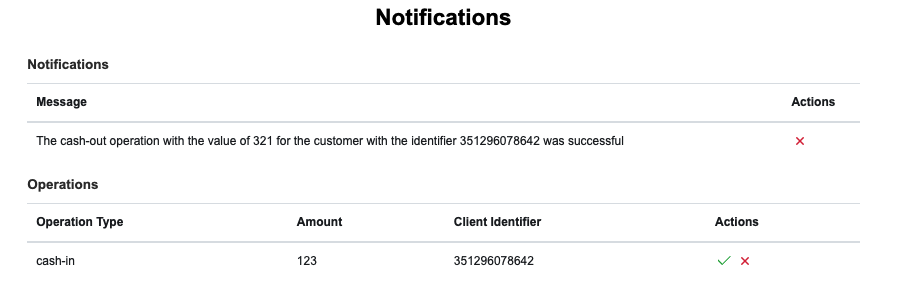 Notifications
Notifications
Message Actions
The cash-out operation with the value of 321 for the customer with the identifier 351296078642 was successful
Operations
Operation Type Amount Client Identifier Actions
cash-in 123 351296078642